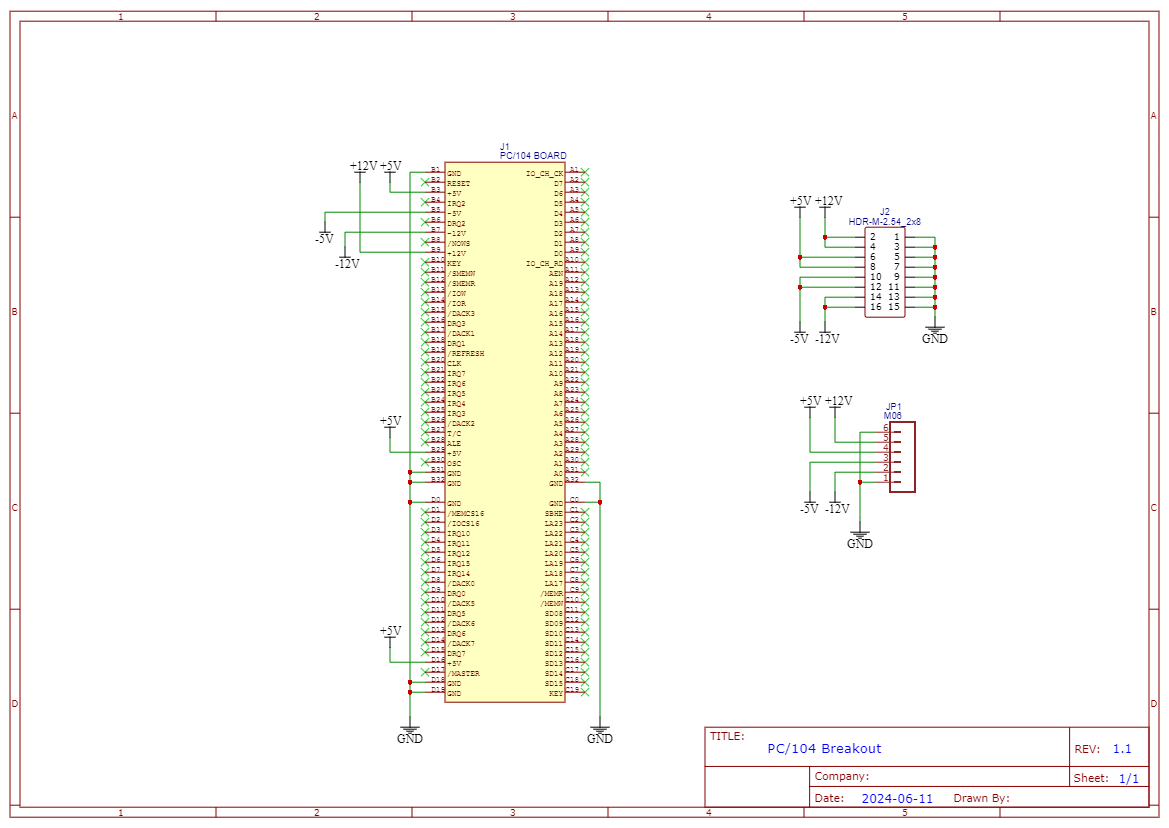 1 2 3 4 5
A A
B B
C C
D D
J1
PC/104 BOARD
+12V +5V
-5V
-12V
+5V
+5V
GND
GND
B1 GND IO_CH_CK A1
B2 RESET D7 A2
B3 +5V D6 A3
B4 IRQ2 D5 A4
B5 -5V D4 A5
B6 DRQ2 D3 A6
B7 -12V D2 A7
B8 /NOWS D1 A8
B9 +12V D0 A9
B10 KEY IO_CH_RD A10
B11 /SMEMW AEN A11
B12 /SMEMR A19 A12
B13 /IOW A18 A13
B14 /IOR A17 A14
B15 /DACK3 A16 A15
B16 DRQ3 A15 A16
B17 /DACK1 A14 A17
B18 DRQ1 A13 A18
B19 /REFRESH A12 A19
B20 CLK A11 A20
B21 IRQ7 A10 A21
B22 IRQ6 A9 A22
B23 IRQ5 A8 A23
B24 IRQ4 A7 A24
B25 IRQ3 A6 A25
B26 /DACK2 A5 A26
B27 T/C A4 A27
B28 ALE A3 A28
B29 +5V A2 A29
B30 OSC A1 A30
B31 GND A0 A31
B32 GND GND A32
D0 GND GND C0
D1 /MEMCS16 SBHE C1
D2 /IOCS16 LA23 C2
D3 IRQ10 LA22 C3
D4 IRQ11 LA21 C4
D5 IRQ12 LA20 C5
D6 IRQ15 LA19 C6
D7 IRQ14 LA18 C7
D8 /DACK0 LA17 C8
D9 DRQ0 /MEMR C9
D10 /DACK5 /MEMW C10
D11 DRQ5 SD08 C11
D12 /DACK6 SD09 C12
D13 DRQ6 SD10 C13
D14 /DACK7 SD11 C14
D15 DRQ7 SD12 C15
D16 +5V SD13 C16
D17 /MASTER SD14 C17
D18 GND SD15 C18
D19 GND KEY C19
+5V +12V
J2
HDR-M-2.54_2x8
2 1
4 3
6 5
8 7
10 9
12 11
14 13
16 15
-5V -12V
GND
+5V +12V
JP1
M06
6
5
4
3
2
1
-5V -12V
GND
TITLE:
PC/104 Breakout
REV: 1.1
Company:
Sheet: 1/1
Date: 2024-06-11 Drawn By:
1 2 3 4 5